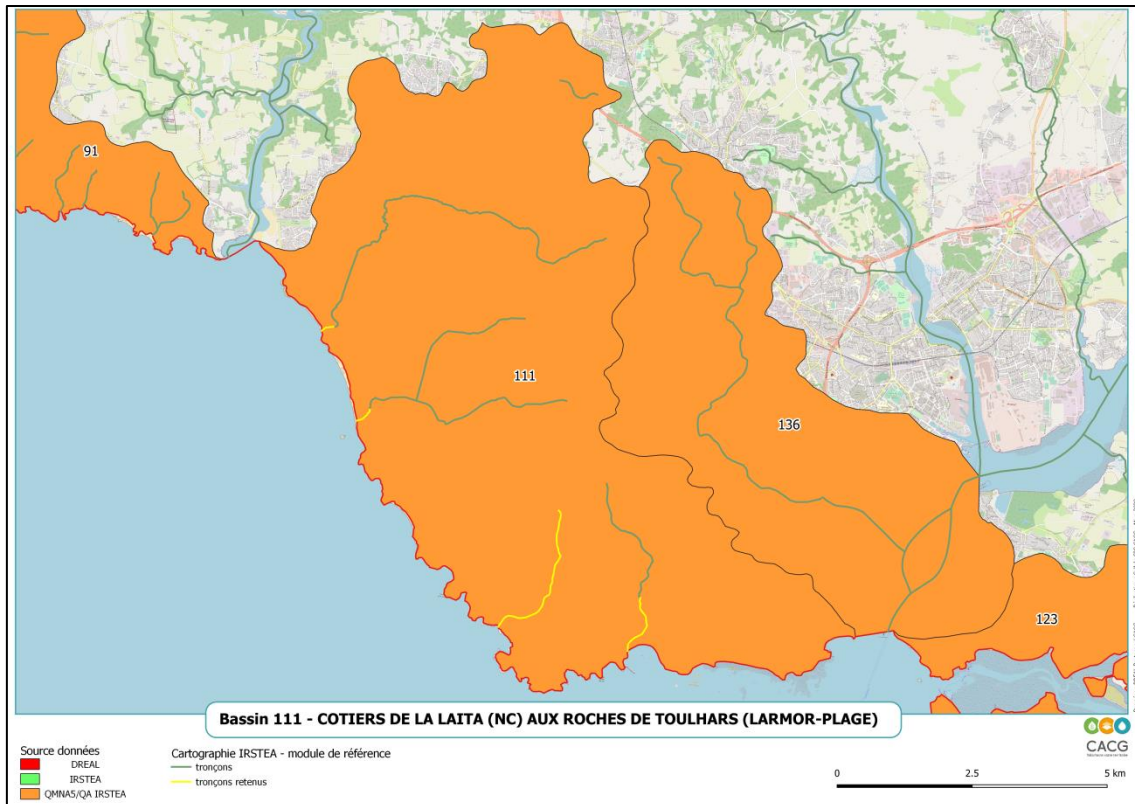 91
111
136
123
Bassin 111 - COTIERS DE LA LAITA (NC) AUX ROCHES DE TOULHARS (LARMOR-PLAGE)
Source données
DREAL
IRSTEA
QMNA5/QA IRSTEA
Cartographie IRSTEA - module de référence
tronçons
tronçons retenus
CACG
0
2.5
5 km